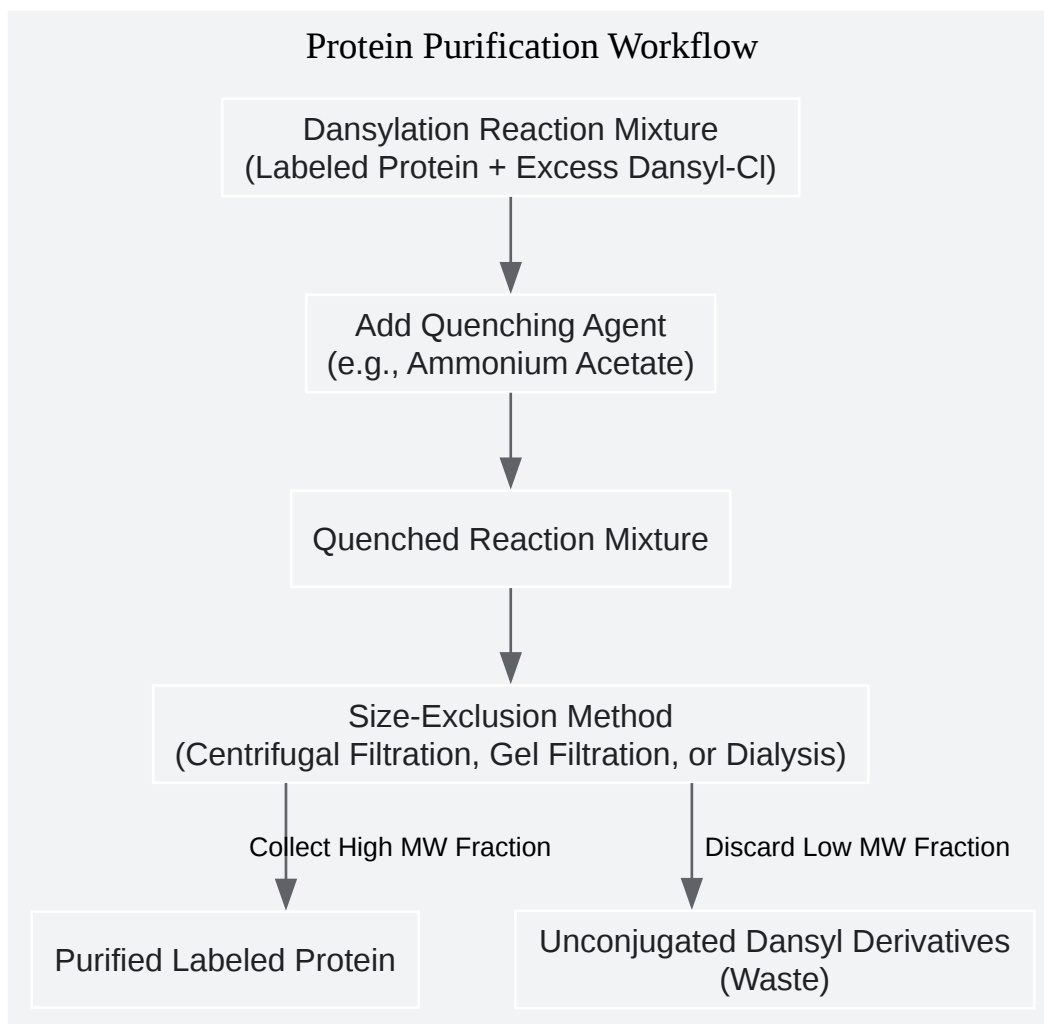 Protein Purification Workflow
Dansylation Reaction Mixture
(Labeled Protein + Excess Dansyl-Cl)
Add Quenching Agent
(e.g., Ammonium Acetate)
Quenched Reaction Mixture
Size-Exclusion Method
(Centrifugal Filtration, Gel Filtration, or Dialysis)
Collect High MW Fraction
Discard Low MW Fraction
Purified Labeled Protein
Unconjugated Dansyl Derivatives
(Waste)